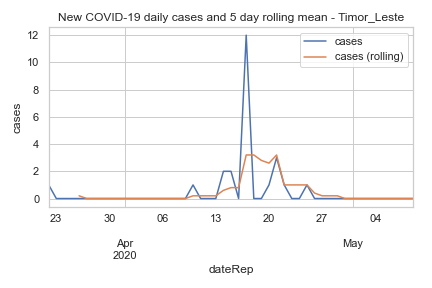 New COVID-19 daily cases and 5 day rolling mean - Timor_Leste
cases
cases (rolling)
12
10
8
6
4
2
0
cases
23 30 06 13 20 27 04
Apr May
2020
dateRep